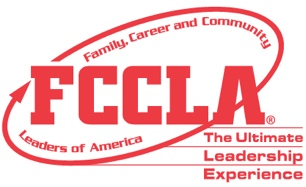 Family, Career and Community
FCCLA®
Leaders of America
The Ultimate
Leadership
Experience